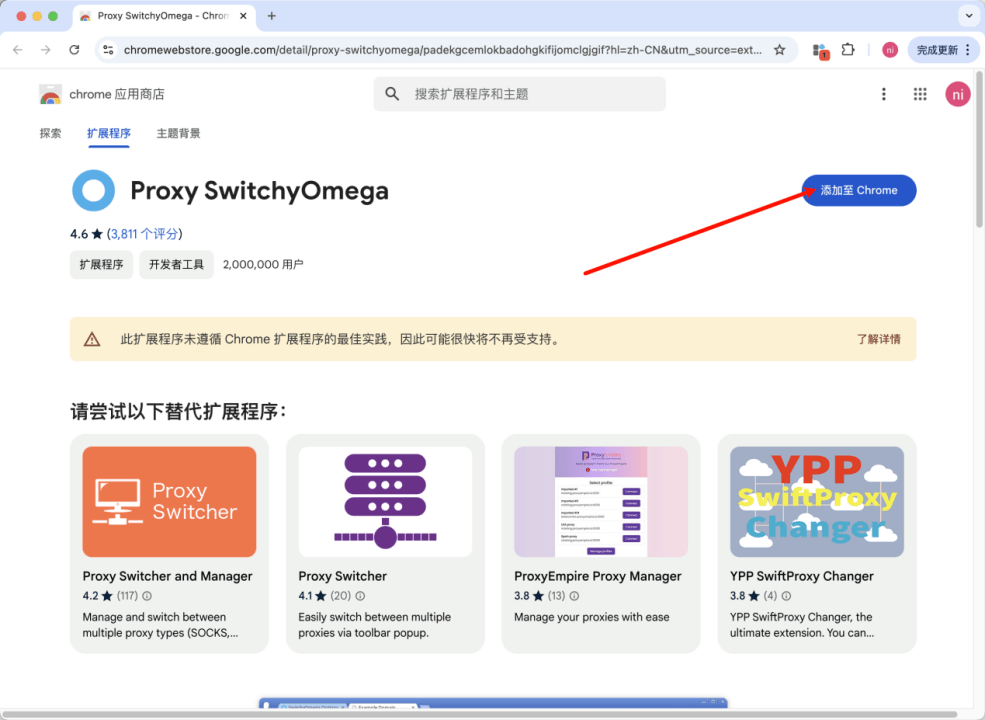 Proxy SwitchyOmega - Chron
chromewebstore.google.com/detail/proxy-switchyomega/padekgcemlokbadohgkifijomclgjgif?hl=zh-CN&utm_source=ext...
1
ni
完成更新
chrome 应用商店
搜索扩展程序和主题
ni
探索
扩展程序
主题背景
Proxy SwitchyOmega
添加至 Chrome
4.6 ★ (3,811 个评分)
扩展程序
开发者工具
2,000,000 用户
此扩展程序未遵循 Chrome 扩展程序的最佳实践，因此可能很快将不再受支持。
了解详情
请尝试以下替代扩展程序：
Proxy
Switcher
Select profile
YPP
SwiftProxy
Changer
Proxy Switcher and Manager
4.2 ★ (117)
Manage and switch between
multiple proxy types (SOCKS,...
Proxy Switcher
4.1 ★ (20)
Easily switch between multiple
proxies via toolbar popup.
ProxyEmpire Proxy Manager
3.8 ★ (13)
Manage your proxies with ease
YPP SwiftProxy Changer
3.8 ★ (4)
YPP SwiftProxy Changer, the
ultimate extension. You can...